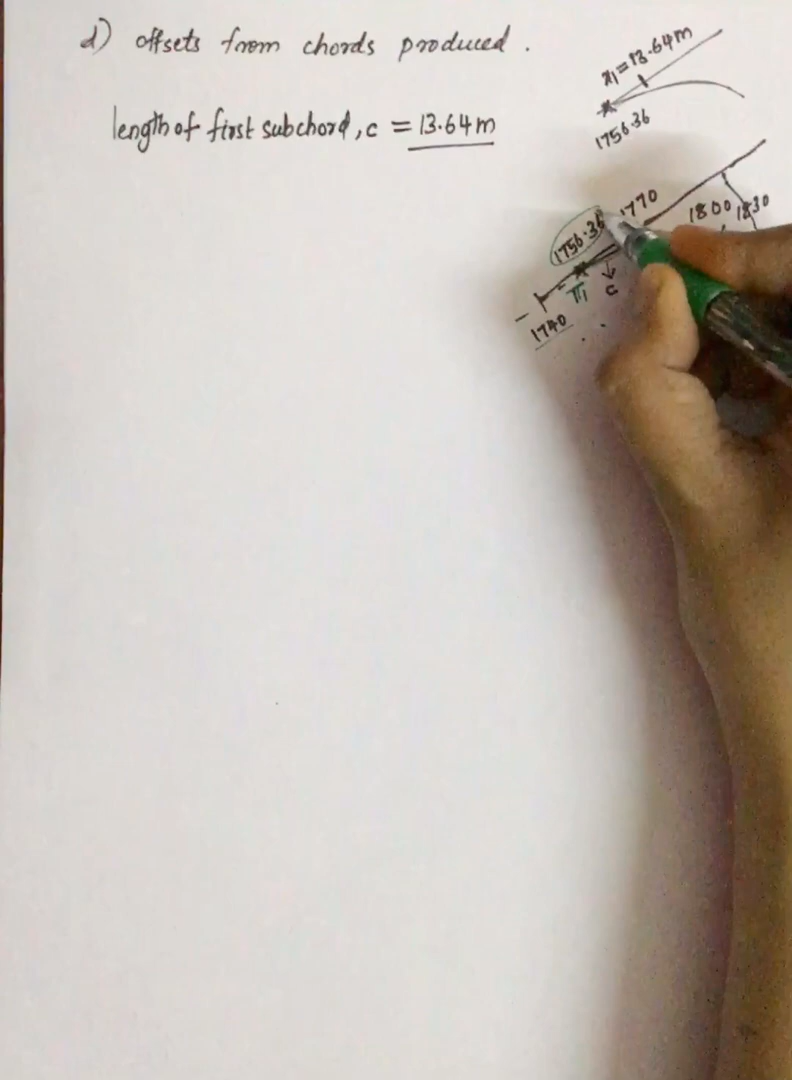 d) offsets from chords produced.
x1 = 13.64m
1756.36
length of first subchord, c = 13.64m
1756.36 1770 1800 1830
T1 c
1740